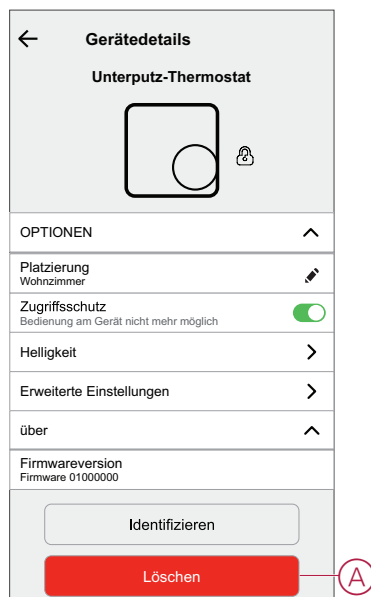 Gerätedetails
Unterputz-Thermostat
OPTIONEN
Platzierung
Wohnzimmer
Zugriffsschutz
Bedienung am Gerät nicht mehr möglich
Helligkeit
Erweiterte Einstellungen
über
Firmwareversion
Firmware 01000000
Identifizieren
Löschen
A